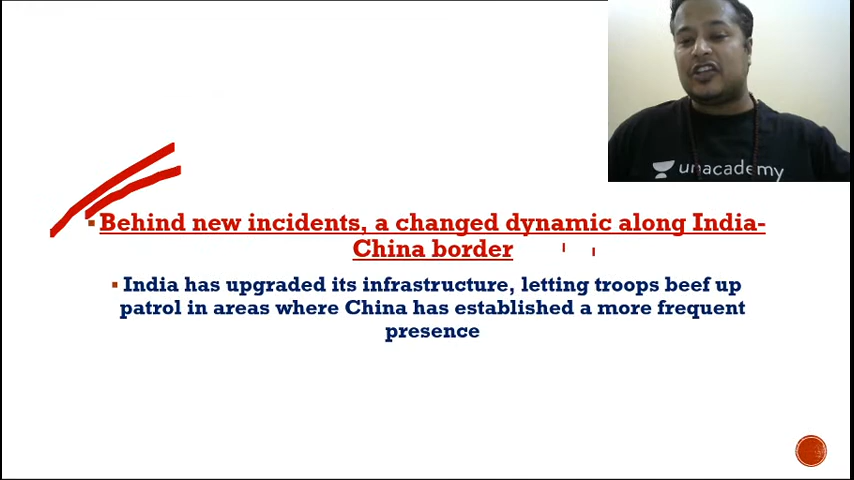 unacademy
Behind new incidents, a changed dynamic along India-
China border
India has upgraded its infrastructure, letting troops beef up
patrol in areas where China has established a more frequent
presence